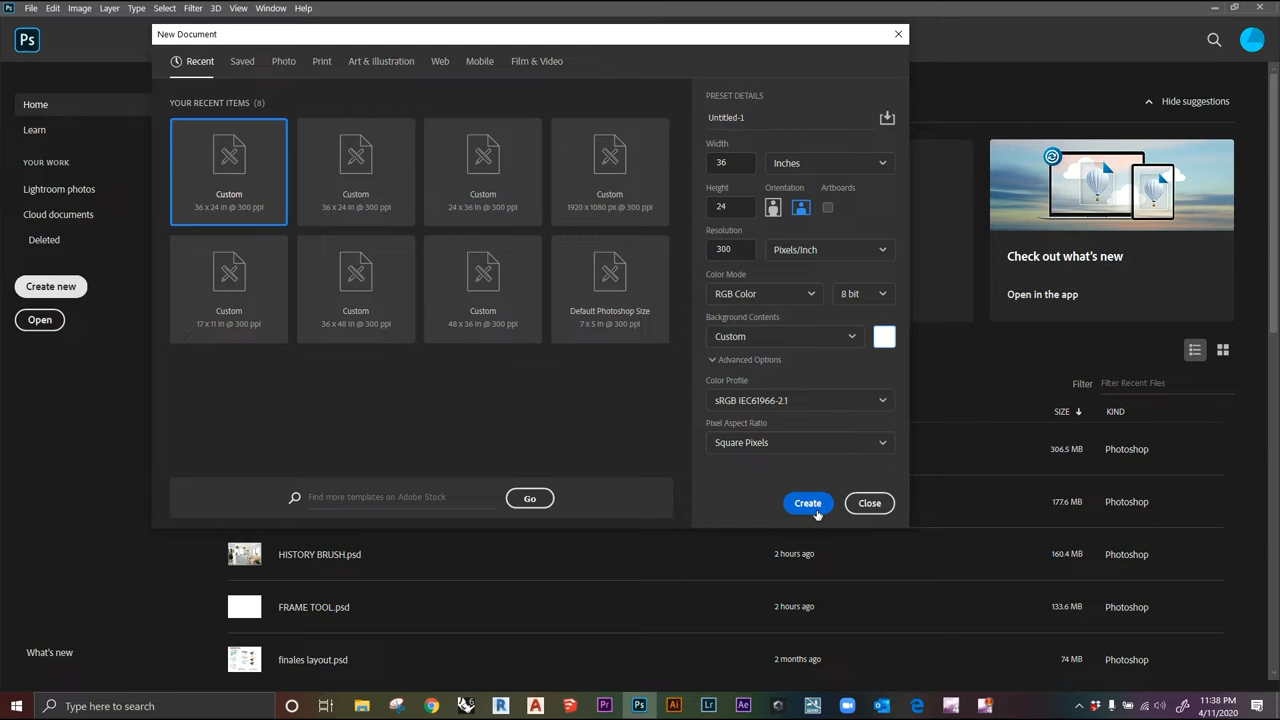 Ps File Edit Image Layer Type Select Filter 3D View Window Help
New Document
Ps
Recent Saved Photo Print Art & Illustration Web Mobile Film & Video
Home
Learn
YOUR WORK
Lightroom photos
Cloud documents
Deleted
Create new
Open
What's new
YOUR RECENT ITEMS (8)
Custom Custom Custom Custom
36 x 24 in @ 300 ppi 36 x 24 in @ 300 ppi 24 x 36 in @ 300 ppi 1920 x 1080 px @ 300 ppi
Custom Custom Custom Default Photoshop Size
17 x 11 in @ 300 ppi 36 x 48 in @ 300 ppi 48 x 36 in @ 300 ppi 7 x 5 in @ 300 ppi
Find more templates on Adobe Stock Go
PRESET DETAILS
Untitled-1
Width
36 Inches
Height Orientation Artboards
24
Resolution
300 Pixels/Inch
Color Mode
RGB Color 8 bit
Background Contents
Custom
Advanced Options
Color Profile
sRGB IEC61966-2.1
Pixel Aspect Ratio
Square Pixels
Create Close
Hide suggestions
Check out what's new
Open in the app
Filter Filter Recent Files
SIZE KIND
306.5 MB Photoshop
177.6 MB Photoshop
HISTORY BRUSH.psd 2 hours ago 160.4 MB Photoshop
FRAME TOOL.psd 2 hours ago 133.6 MB Photoshop
finales layout.psd 2 months ago 74 MB Photoshop
Type here to search
R A Pr Ps Ai Lr Ae
11:38 PM
4/11/2020